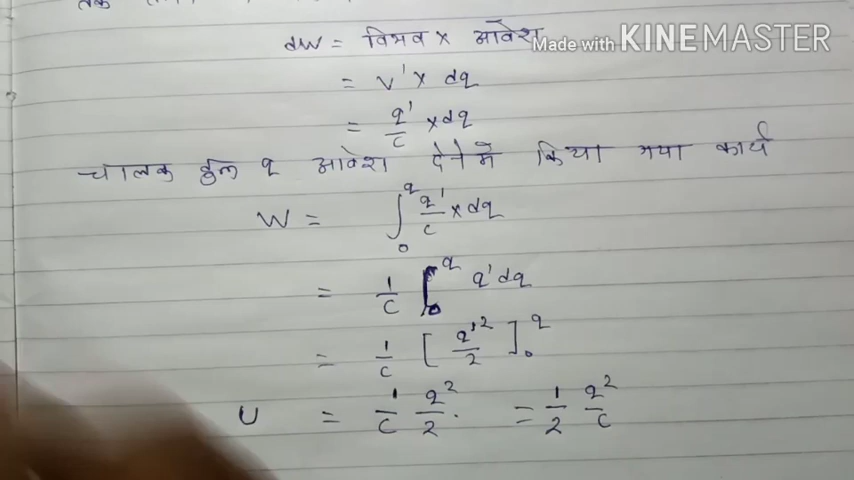 dw = विभव × आवेश
Made with KINEMASTER
= v' × dq
= q'/c × dq
चालक कुल q आवेश देने में किया गया कार्य
W = ∫₀^q q'/c × dq
= 1/c ∫₀^q q' dq
= 1/c [q'²/2]₀^q
U = 1/c q²/2 . = 1/2 q²/c